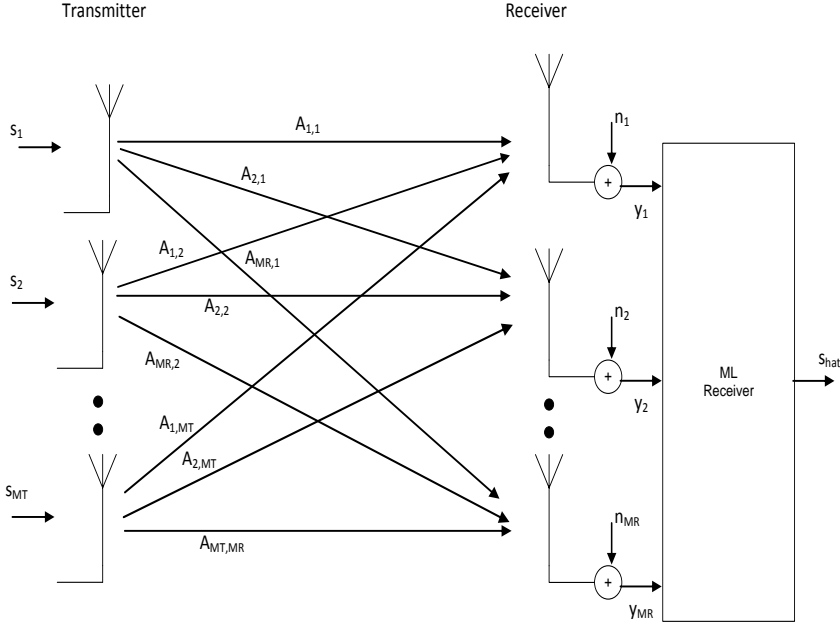 Transmitter
Receiver
s1
A1,1
n1
+
y1
A2,1
A1,2
AMR,1
s2
A2,2
n2
+
y2
AMR,2
ML
Receiver
shat
A1,MT
A2,MT
sMT
AMT,MR
nMR
+
yMR